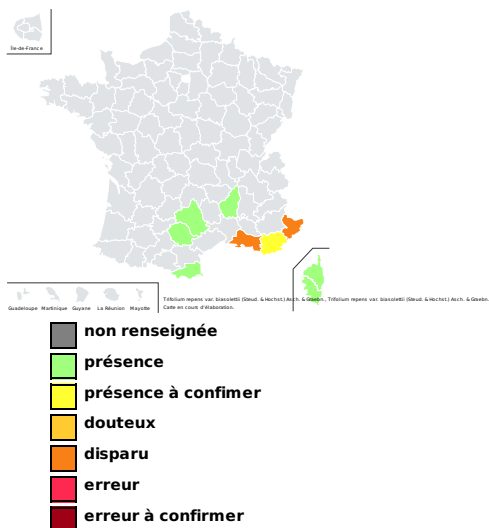 Île-de-France
Guadeloupe Martinique Guyane La Réunion Mayotte
Trifolium repens var. biasolettii (Steud. & Hochst.) Asch. & Graebn., Trifolium repens var. biasolettii (Steud. & Hochst.) Asch. & Graebn.
Carte en cours d'élaboration.
non renseignée
présence
présence à confimer
douteux
disparu
erreur
erreur à confirmer